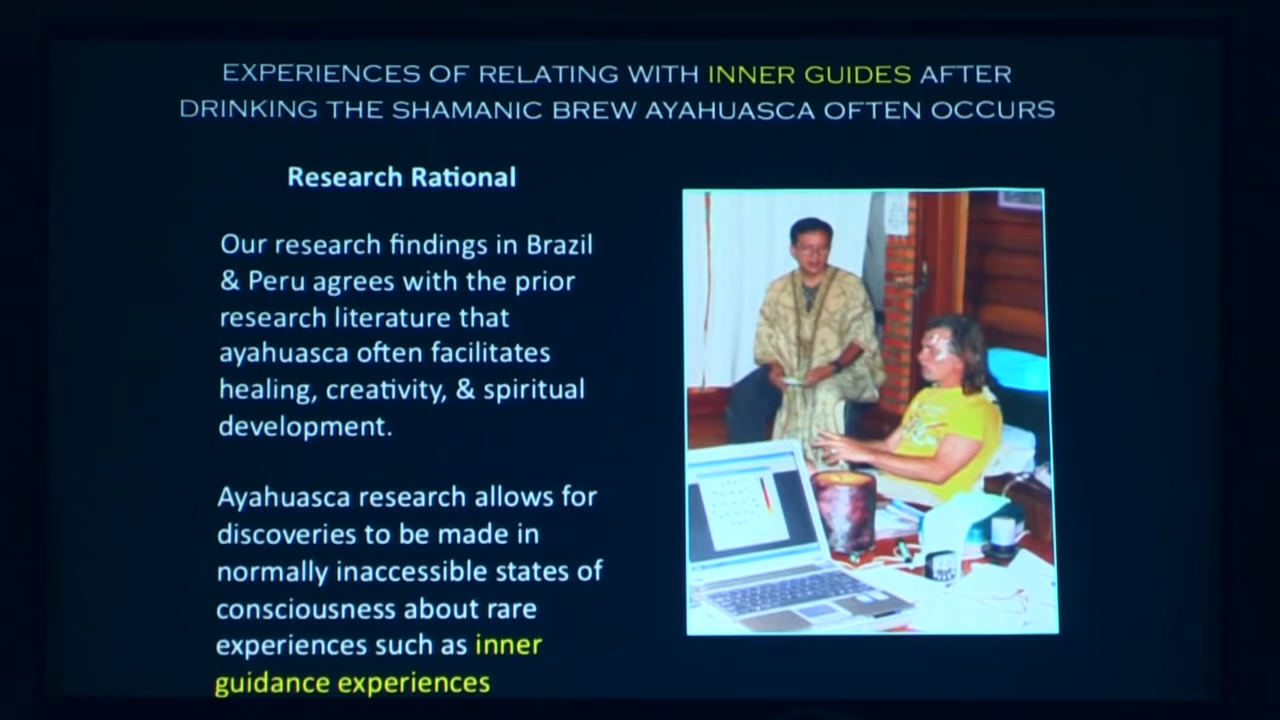 EXPERIENCES OF RELATING WITH INNER GUIDES AFTER
DRINKING THE SHAMANIC BREW AYAHUASCA OFTEN OCCURS
Research Rational
Our research findings in Brazil
& Peru agrees with the prior
research literature that
ayahuasca often facilitates
healing, creativity, & spiritual
development.
Ayahuasca research allows for
discoveries to be made in
normally inaccessible states of
consciousness about rare
experiences such as inner
guidance experiences